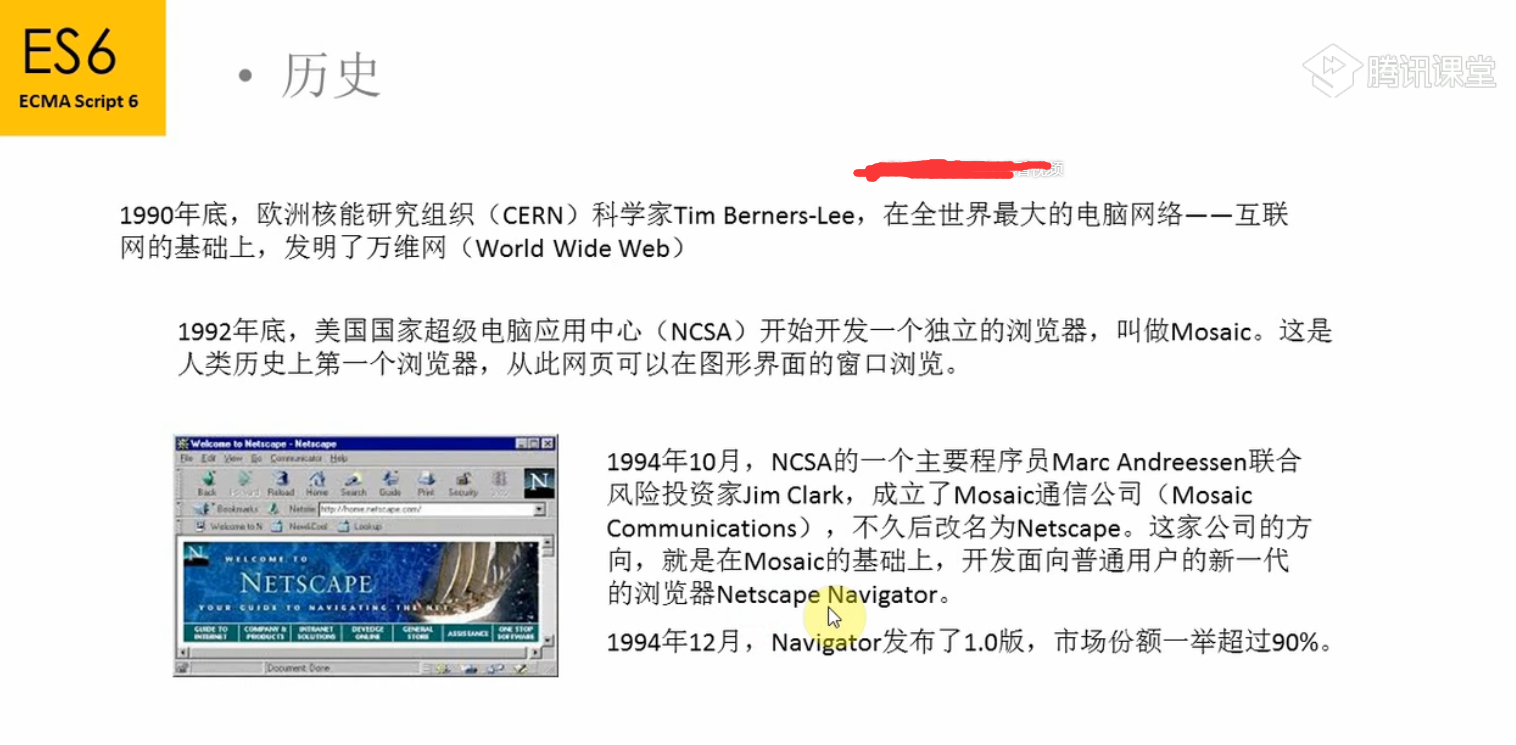 ES6
ECMA Script 6
• 历史
腾讯课堂
视频
1990年底，欧洲核能研究组织（CERN）科学家Tim Berners-Lee，在全世界最大的电脑网络——互联
网的基础上，发明了万维网（World Wide Web）
1992年底，美国国家超级电脑应用中心（NCSA）开始开发一个独立的浏览器，叫做Mosaic。这是
人类历史上第一个浏览器，从此网页可以在图形界面的窗口浏览。
Welcome to Netscape - Netscape
File Edit View Go Communicator Help
Back Forward Reload Home Search Guide Print Security
Bookmarks Netsite: http://home.netscape.com/
Welcome to N New&Cool Lookup
N WELCOME TO
NETSCAPE
YOUR GUIDE TO NAVIGATING THE NET
GUIDE TO INTERNET COMPANY & PRODUCTS INTRANET SOLUTIONS DEVEDGE ONLINE GENERAL STORE ASSISTANCE ONE STOP SOFTWARE
Document: Done
1994年10月，NCSA的一个主要程序员Marc Andreessen联合
风险投资家Jim Clark，成立了Mosaic通信公司（Mosaic
Communications），不久后改名为Netscape。这家公司的方
向，就是在Mosaic的基础上，开发面向普通用户的新一代
的浏览器Netscape Navigator。
1994年12月，Navigator发布了1.0版，市场份额一举超过90%。